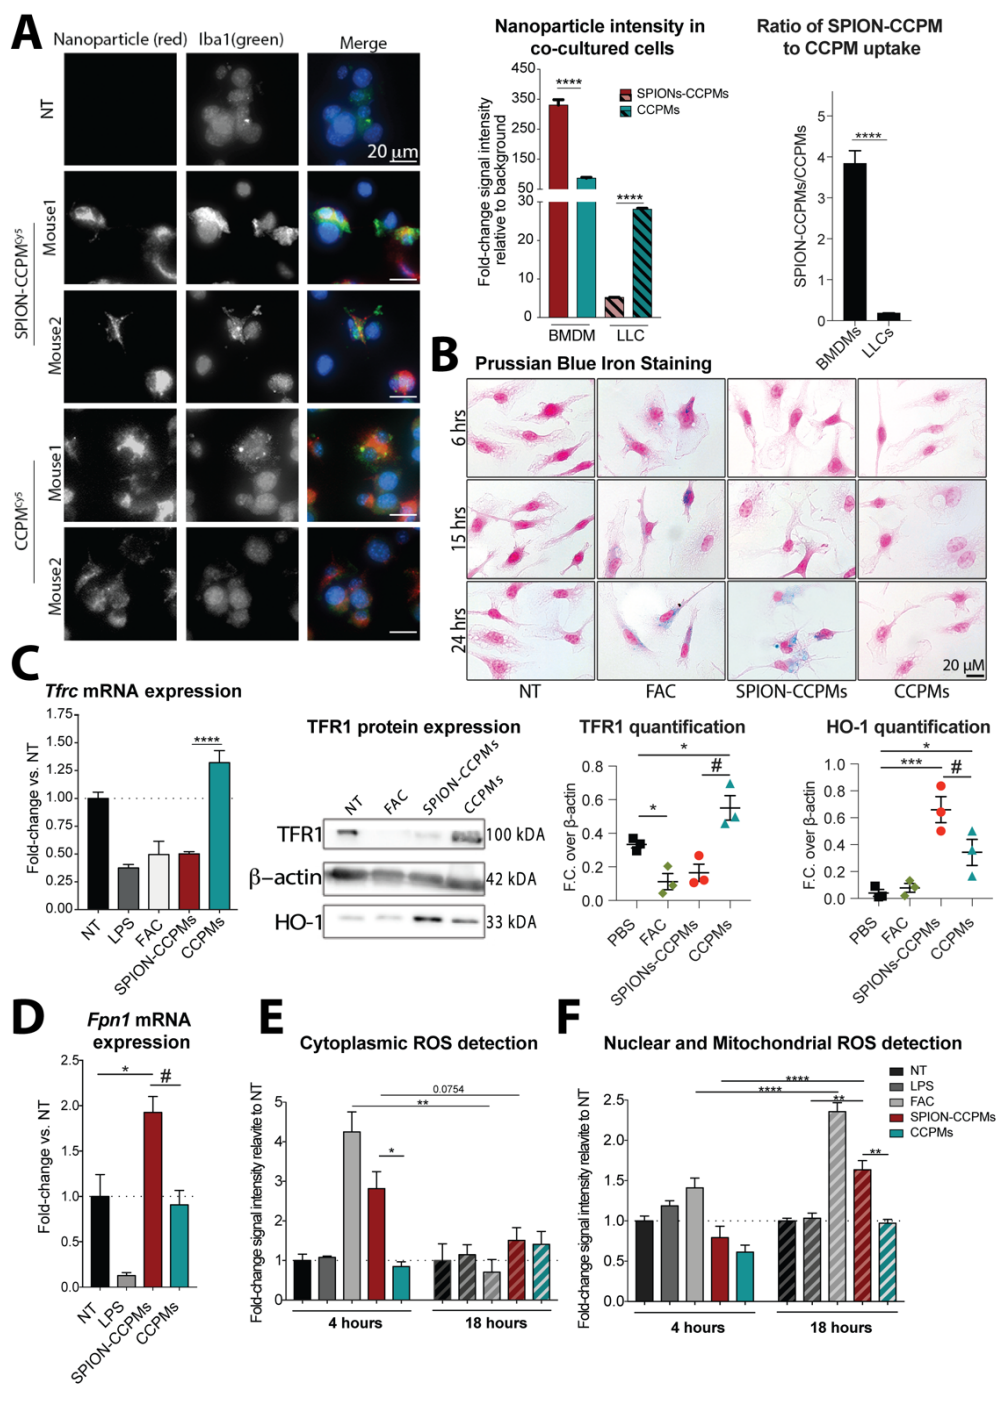 A
Nanoparticle (red) Iba1(green) Merge
NT
20 µm
SPION-CCPMCy5
Mouse1
Mouse2
CCPMCy5
Mouse1
Mouse2
Nanoparticle intensity in
co-cultured cells
Fold-change signal intensity
relative to background
450
350
250
150
50
30
20
10
0
****
****
SPIONs-CCPMs
CCPMs
BMDM LLC
Ratio of SPION-CCPM
to CCPM uptake
SPION-CCPMs/CCPMs
5
4
3
2
1
0
****
BMDMs
LLCs
B
Prussian Blue Iron Staining
6 hrs
15 hrs
24 hrs
20 µM
NT FAC SPION-CCPMs CCPMs
C
Tfrc mRNA expression
Fold-change vs. NT
1.75
1.50
1.25
1.00
0.75
0.50
0.25
0.00
****
NT
LPS
FAC
SPION-CCPMs
CCPMs
TFR1 protein expression
NT
FAC
SPION-CCPMs
CCPMs
TFR1 100 kDA
β-actin 42 kDA
HO-1 33 kDA
TFR1 quantification
F.C. over β-actin
0.8
0.6
0.4
0.2
0.0
*
#
*
PBS
FAC
SPIONs-CCPMs
CCPMs
HO-1 quantification
F.C. over β-actin
1.0
0.8
0.6
0.4
0.2
0.0
*
***
#
PBS
FAC
SPIONs-CCPMs
CCPMs
D
Fpn1 mRNA
expression
Fold-change vs. NT
2.5
2.0
1.5
1.0
0.5
0.0
*
#
NT
LPS
SPION-CCPMs
CCPMs
E
Cytoplasmic ROS detection
Fold-change signal intensity relavite to NT
5
4
3
2
1
0
0.0754
**
*
4 hours 18 hours
F
Nuclear and Mitochondrial ROS detection
Fold-change signal intensity relavite to NT
2.5
2.0
1.5
1.0
0.5
0.0
****
****
**
**
NT
LPS
FAC
SPION-CCPMs
CCPMs
4 hours 18 hours